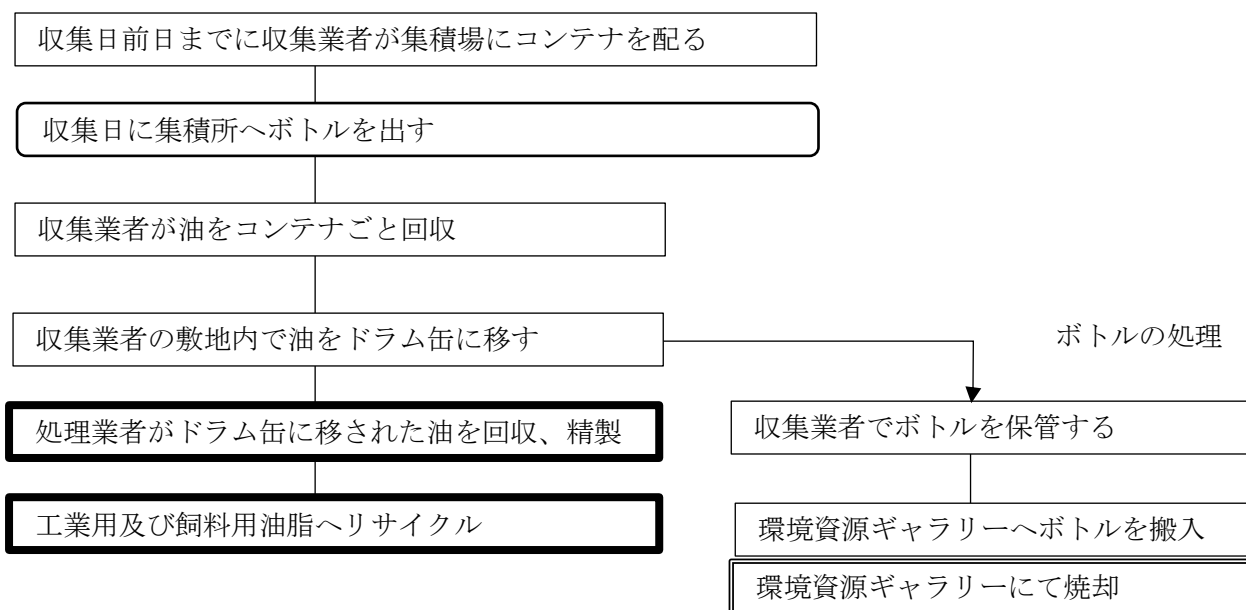 収集日前日までに収集業者が集積場にコンテナを配る
収集日に集積所へボトルを出す
収集業者が油をコンテナごと回収
収集業者の敷地内で油をドラム缶に移す
処理業者がドラム缶に移された油を回収、精製
工業用及び飼料用油脂へリサイクル
ボトルの処理
収集業者でボトルを保管する
環境資源ギャラリーへボトルを搬入
環境資源ギャラリーにて焼却